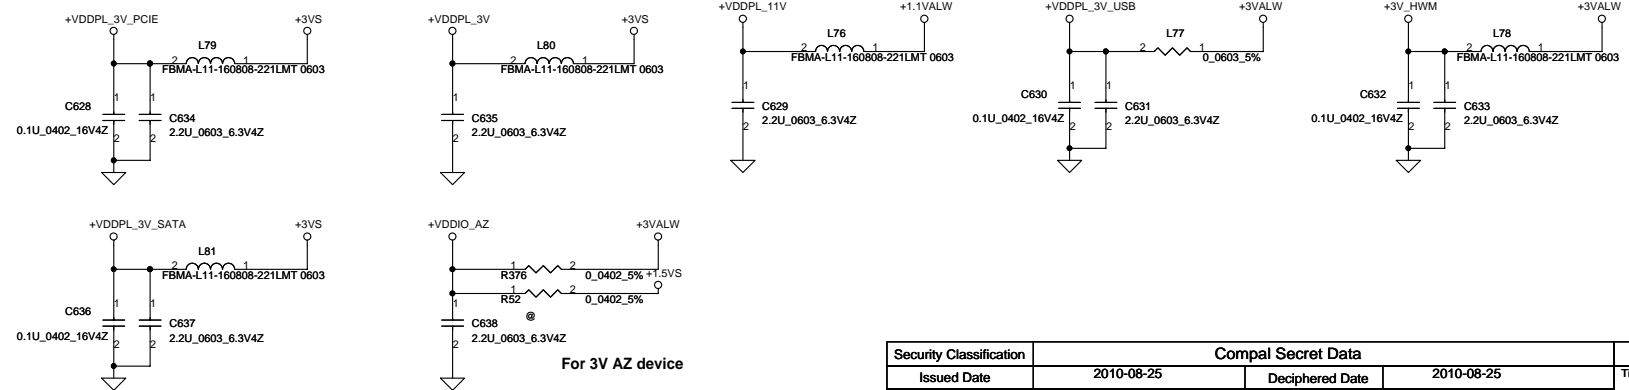 +VDDPL_3V_PCIE
+3VS
L79
2 1
FBMA-L11-160808-221LMT 0603
1 1
C628
C634
0.1U_0402_16V4Z
2 2
2.2U_0603_6.3V4Z
+VDDPL_3V
+3VS
L80
2 1
FBMA-L11-160808-221LMT 0603
1
C635
2
2.2U_0603_6.3V4Z
+VDDPL_11V
+1.1VALW
L76
2 1
FBMA-L11-160808-221LMT 0603
1
C629
2
2.2U_0603_6.3V4Z
+VDDPL_3V_USB
+3VALW
L77
2 1
0_0603_5%
1 1
C630
C631
0.1U_0402_16V4Z
2 2
2.2U_0603_6.3V4Z
+3V_HWM
+3VALW
L78
2 1
FBMA-L11-160808-221LMT 0603
1 1
C632
C633
0.1U_0402_16V4Z
2 2
2.2U_0603_6.3V4Z
+VDDPL_3V_SATA
+3VS
L81
2 1
FBMA-L11-160808-221LMT 0603
1 1
C636
C637
0.1U_0402_16V4Z
2 2
2.2U_0603_6.3V4Z
+VDDIO_AZ
+3VALW
1 2
R376
0_0402_5%
+1.5VS
1 2
R52
0_0402_5%
@
1
C638
2
2.2U_0603_6.3V4Z
For 3V AZ device
Security Classification
Compal Secret Data
Issued Date
2010-08-25
Deciphered Date
2010-08-25